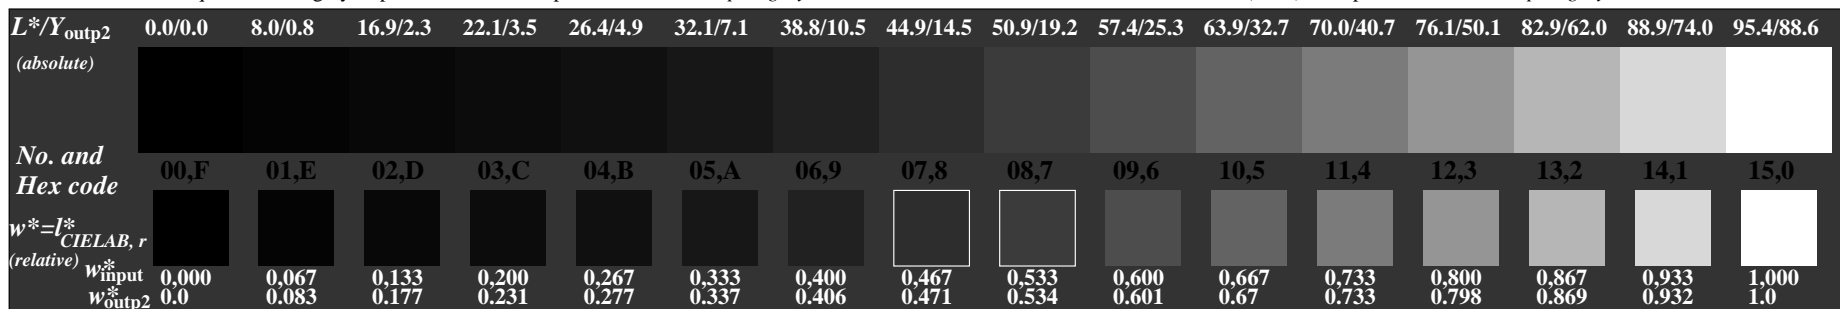 L*/Youtp2 0.0/0.0 8.0/0.8 16.9/2.3 22.1/3.5 26.4/4.9 32.1/7.1 38.8/10.5 44.9/14.5 50.9/19.2 57.4/25.3 63.9/32.7 70.0/40.7 76.1/50.1 82.9/62.0 88.9/74.0 95.4/88.6
(absolute)
No. and
Hex code
00,F 01,E 02,D 03,C 04,B 05,A 06,9 07,8 08,7 09,6 10,5 11,4 12,3 13,2 14,1 15,0
w*=l*CIELAB, r
(relative)
w*input 0,000 0,067 0,133 0,200 0,267 0,333 0,400 0,467 0,533 0,600 0,667 0,733 0,800 0,867 0,933 1,000
w*outp2 0.0 0.083 0.177 0.231 0.277 0.337 0.406 0.471 0.534 0.601 0.67 0.733 0.798 0.869 0.932 1.0